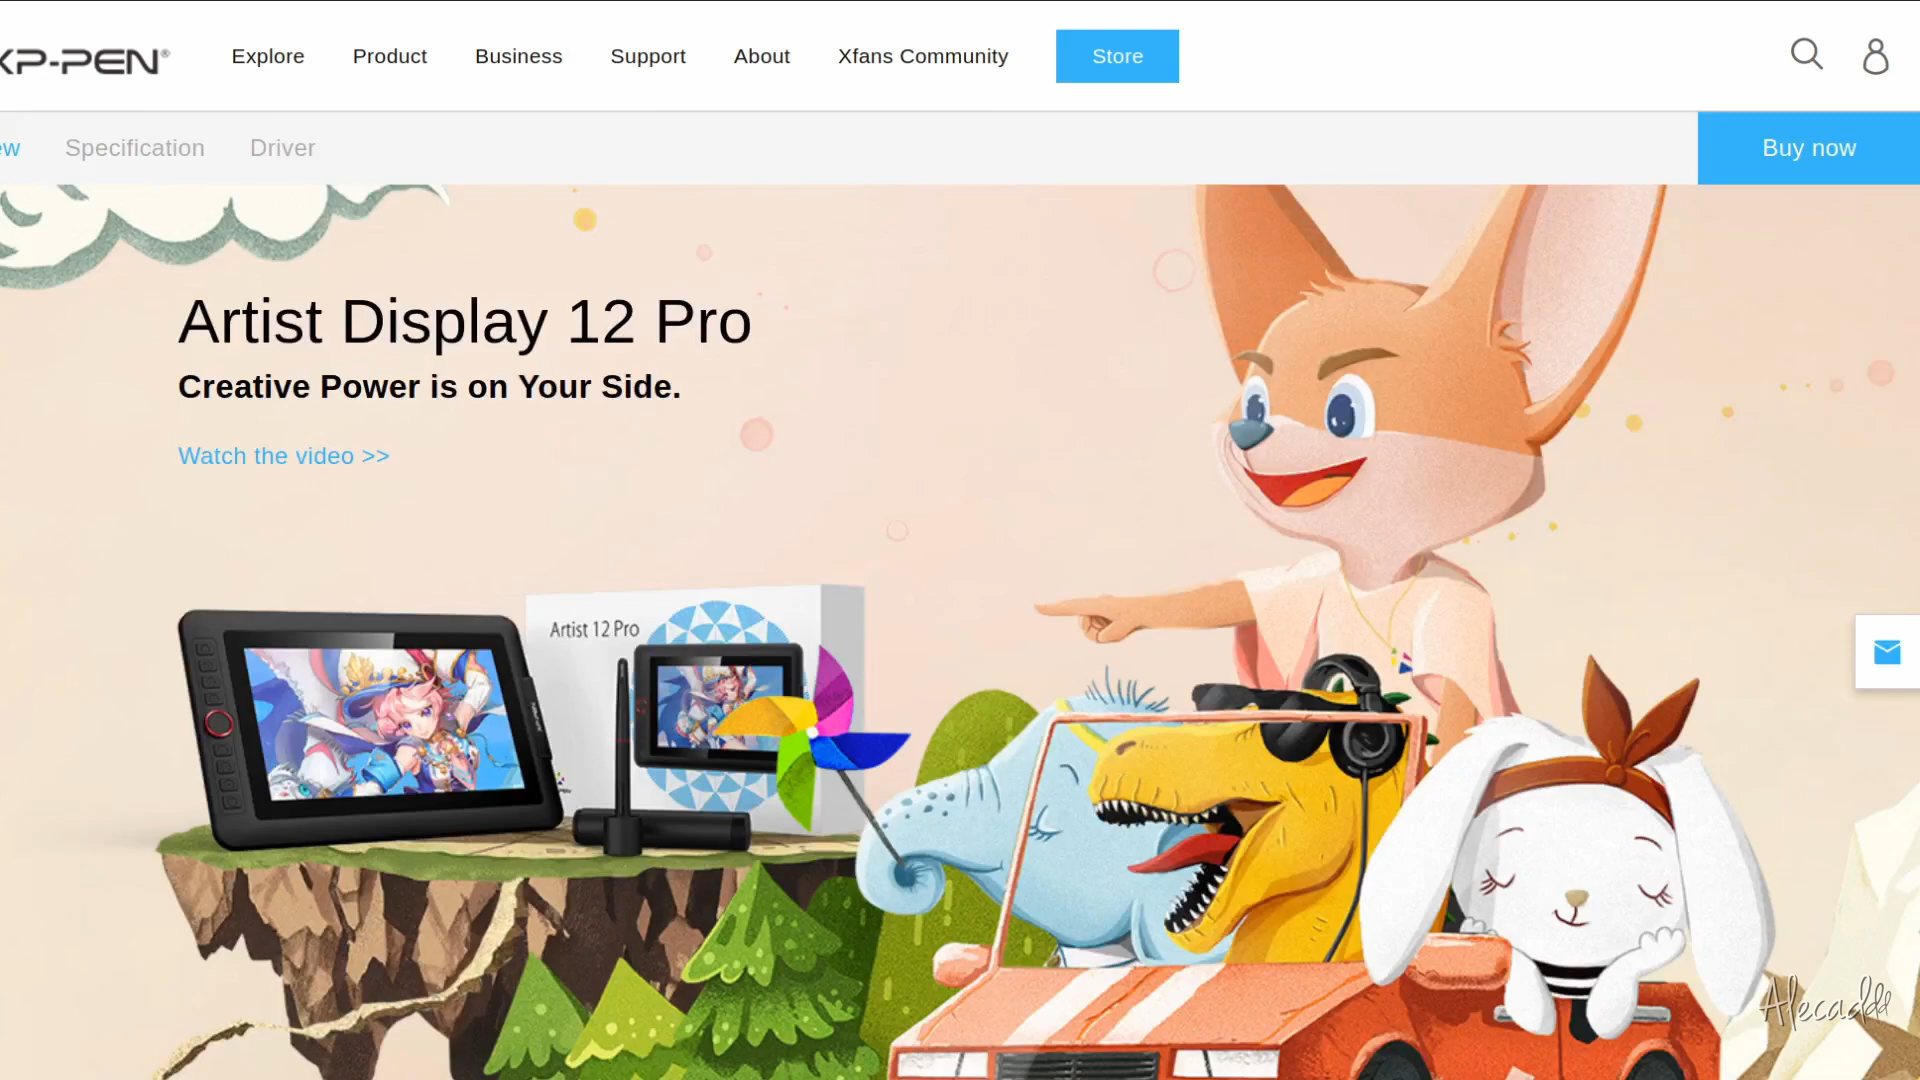 XP-PEN®
Explore
Product
Business
Support
About
Xfans Community
Store
Specification
Driver
Buy now
Artist Display 12 Pro
Creative Power is on Your Side.
Watch the video >>
Artist 12 Pro
Alecaddd